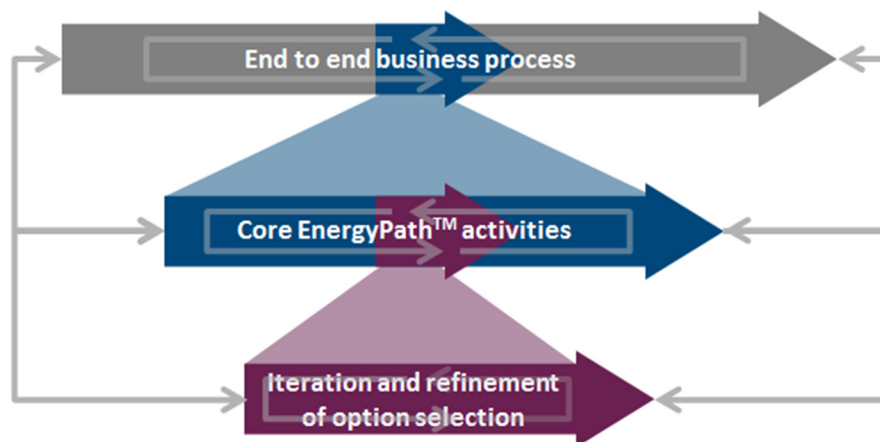 End to end business process
Core EnergyPath™ activities
Iteration and refinement
of option selection